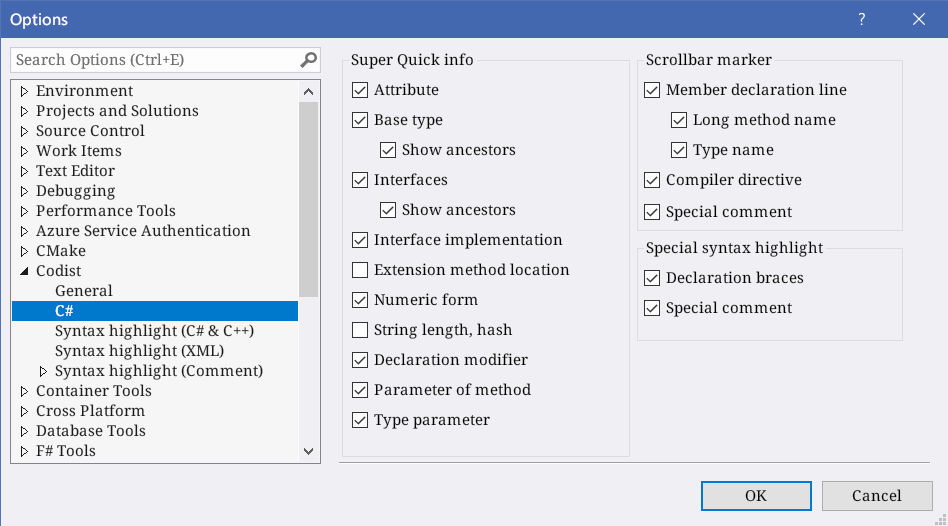 Options
?
Search Options (Ctrl+E)
Environment
Projects and Solutions
Source Control
Work Items
Text Editor
Debugging
Performance Tools
Azure Service Authentication
CMake
Codist
General
C#
Syntax highlight (C# & C++)
Syntax highlight (XML)
Syntax highlight (Comment)
Container Tools
Cross Platform
Database Tools
F# Tools
Super Quick info
Attribute
Base type
Show ancestors
Interfaces
Show ancestors
Interface implementation
Extension method location
Numeric form
String length, hash
Declaration modifier
Parameter of method
Type parameter
Scrollbar marker
Member declaration line
Long method name
Type name
Compiler directive
Special comment
Special syntax highlight
Declaration braces
Special comment
OK
Cancel